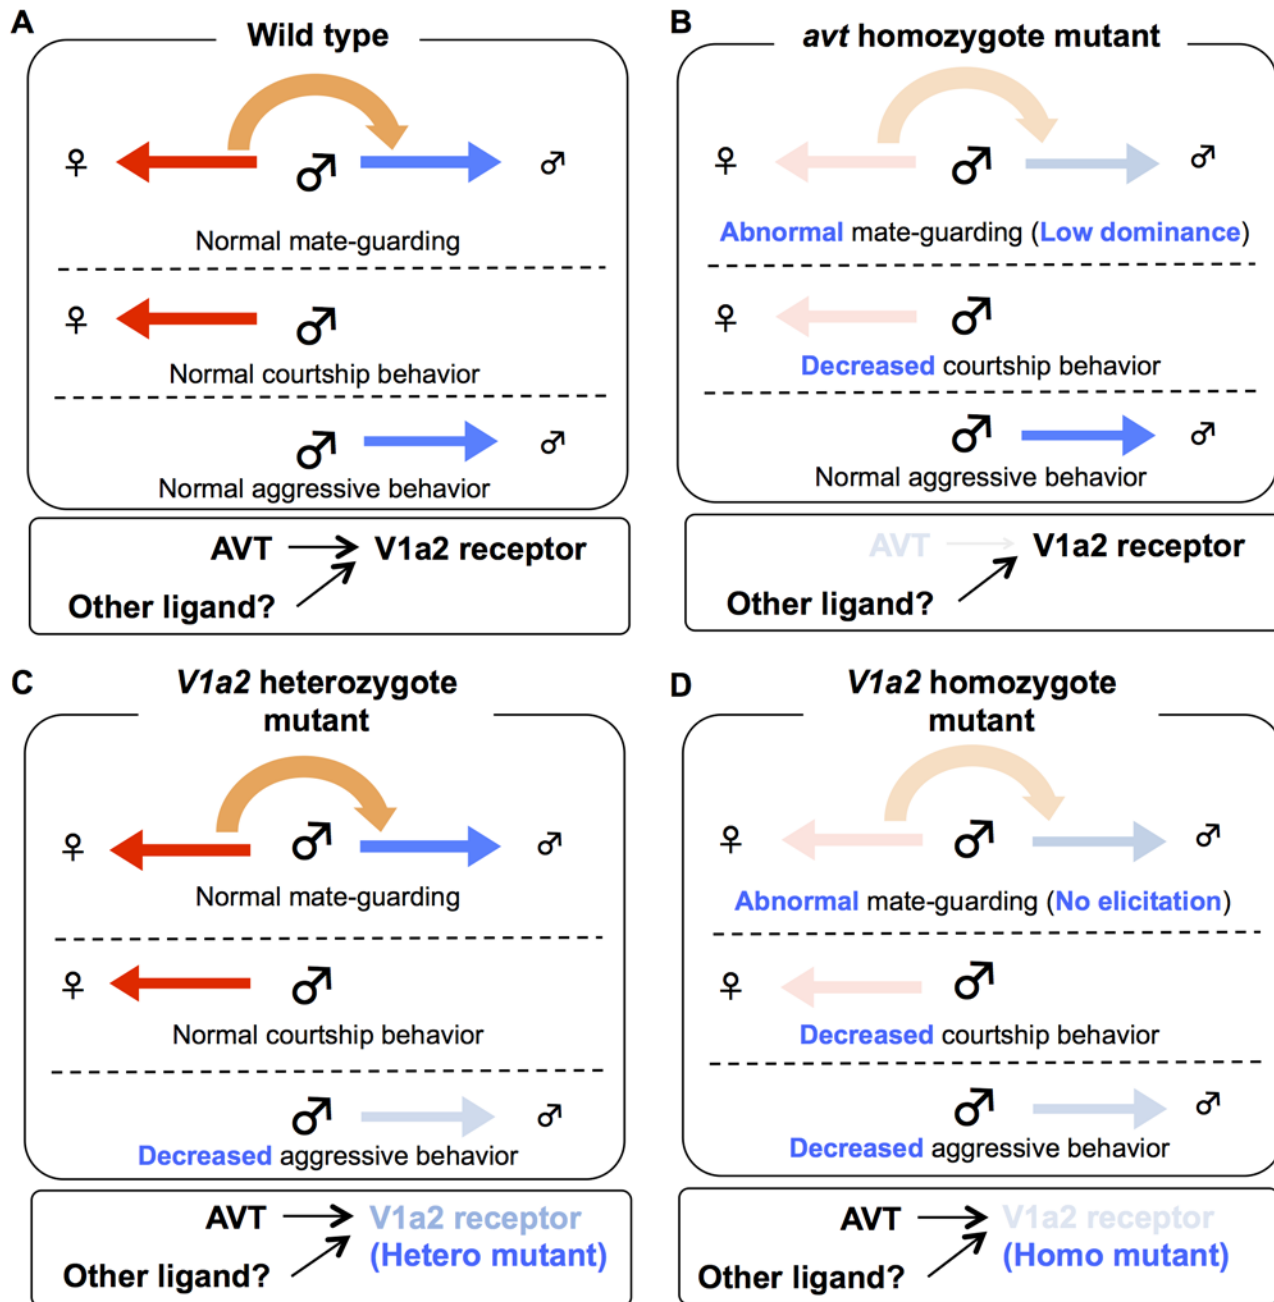 A
Wild type
♀ ♂ ♂
Normal mate-guarding
♀ ♂
Normal courtship behavior
♂ ♂
Normal aggressive behavior
AVT V1a2 receptor
Other ligand?
B
avt homozygote mutant
♀ ♂ ♂
Abnormal mate-guarding (Low dominance)
♀ ♂
Decreased courtship behavior
♂ ♂
Normal aggressive behavior
AVT V1a2 receptor
Other ligand?
C
V1a2 heterozygote
mutant
♀ ♂ ♂
Normal mate-guarding
♀ ♂
Normal courtship behavior
♂ ♂
Decreased aggressive behavior
AVT V1a2 receptor
(Hetero mutant)
Other ligand?
D
V1a2 homozygote
mutant
♀ ♂ ♂
Abnormal mate-guarding (No elicitation)
♀ ♂
Decreased courtship behavior
♂ ♂
Decreased aggressive behavior
AVT V1a2 receptor
(Homo mutant)
Other ligand?